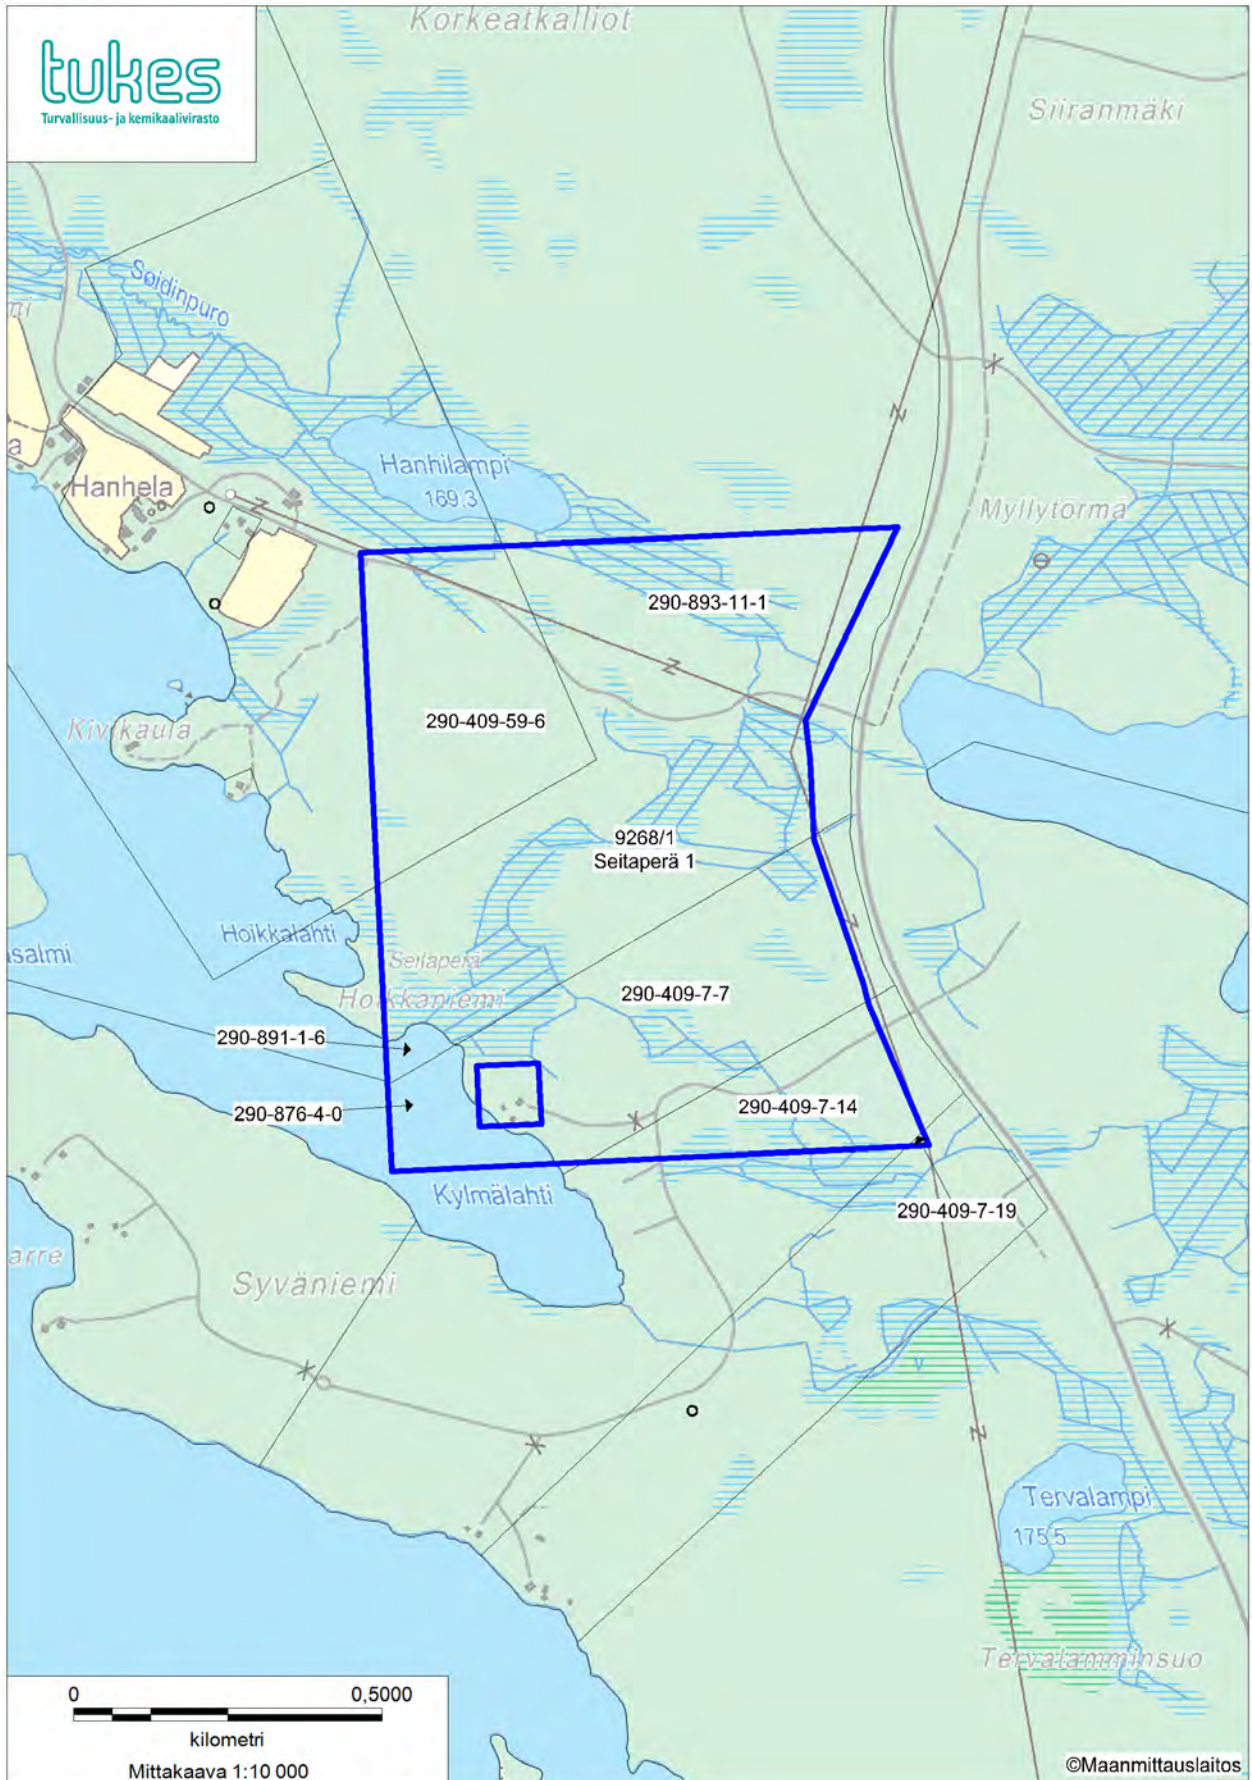 Korkeatkalliot
tukes
Turvallisuus- ja kemikaalivirasto
Siiranmäki
Soidinpuro
mi
a
Hanhilampi
169.3
Hanhela
Myllytörmä
290-893-11-1
290-409-59-6
Kivikaula
9268/1
Seitaperä 1
Hoikkalahti
salmi
Seitaperä
Hoikkaniemi
290-409-7-7
290-891-1-6
290-876-4-0
290-409-7-14
Kylmälahti
290-409-7-19
arre
Syväniemi
Tervalampi
175.5
Tervalamminsuo
0 0,5000
kilometri
Mittakaava 1:10 000
©Maanmittauslaitos